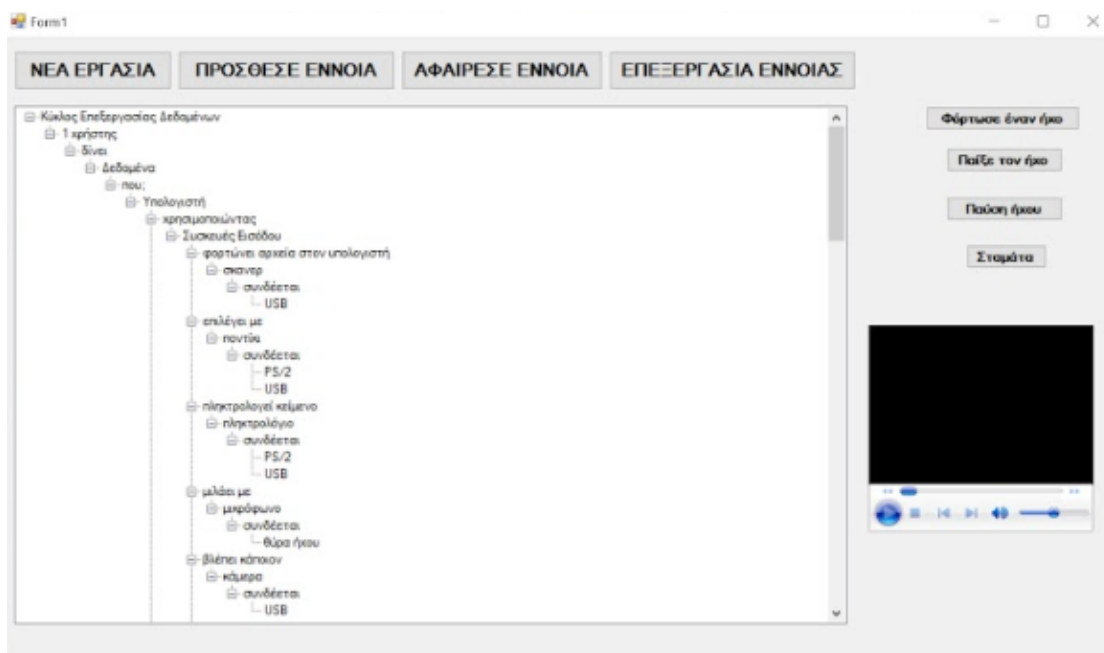 Form1
ΝΕΑ ΕΡΓΑΣΙΑ ΠΡΟΣΘΕΣΕ ΕΝΝΟΙΑ ΑΦΑΙΡΕΣΕ ΕΝΝΟΙΑ ΕΠΕΞΕΡΓΑΣΙΑ ΕΝΝΟΙΑΣ
Κύκλος Επεξεργασίας Δεδομένων
1 χρήστης
δίνει
Δεδομένα
που;
Υπολογιστή
χρησιμοποιώντας
Συσκευές Εισόδου
φορτώνει αρχεία στον υπολογιστή
σκανερ
συνδέεται
USB
επιλέγει με
ποντίκι
συνδέεται
PS/2
USB
πληκτρολογεί κείμενο
πληκτρολόγιο
συνδέεται
PS/2
USB
μιλάει με
μικρόφωνο
συνδέεται
θύρα ήχου
βλέπει κάποιον
κάμερα
συνδέεται
USB
Φόρτωσε έναν ήχο
Παίξε τον ήχο
Παύση ήχου
Σταμάτα